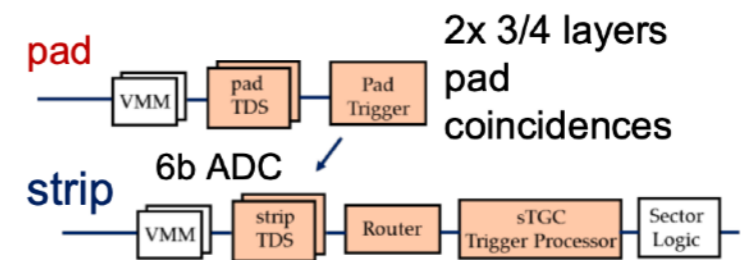 pad
VMM
pad
TDS
Pad
Trigger
2x 3/4 layers
pad
coincidences
6b ADC
strip
VMM
strip
TDS
Router
sTGC
Trigger Processor
Sector
Logic